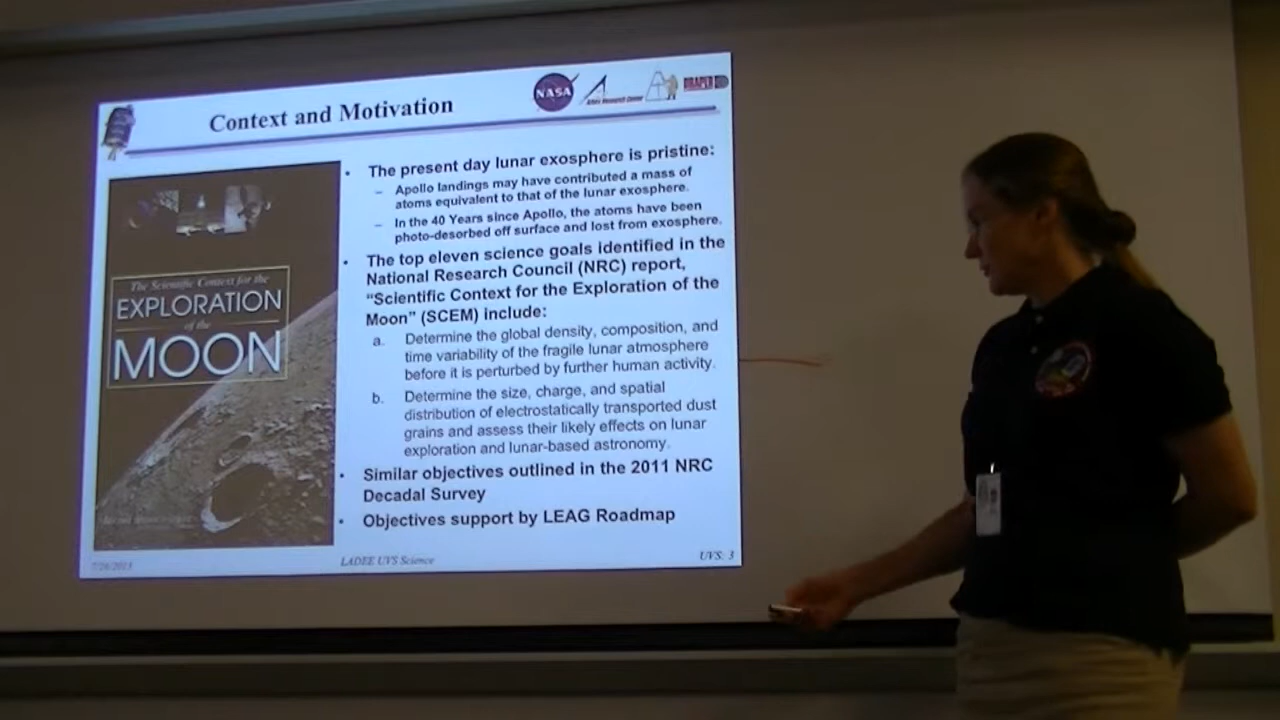 Context and Motivation
NASA
Ames Research Center
DRAPER
The Scientific Context for the
EXPLORATION
of the
MOON
• The present day lunar exosphere is pristine:
– Apollo landings may have contributed a mass of
atoms equivalent to that of the lunar exosphere.
– In the 40 Years since Apollo, the atoms have been
photo-desorbed off surface and lost from exosphere.
• The top eleven science goals identified in the
National Research Council (NRC) report,
“Scientific Context for the Exploration of the
Moon” (SCEM) include:
a. Determine the global density, composition, and
time variability of the fragile lunar atmosphere
before it is perturbed by further human activity.
b. Determine the size, charge, and spatial
distribution of electrostatically transported dust
grains and assess their likely effects on lunar
exploration and lunar-based astronomy.
• Similar objectives outlined in the 2011 NRC
Decadal Survey
• Objectives support by LEAG Roadmap
LADEE UVS Science
UVS: 3